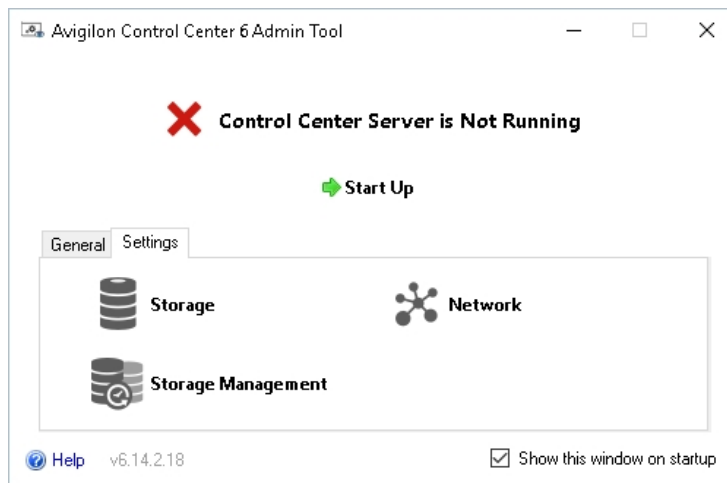 Avigilon Control Center 6 Admin Tool
Control Center Server is Not Running
Start Up
General Settings
Storage Network
Storage Management
Help v6.14.2.18 Show this window on startup